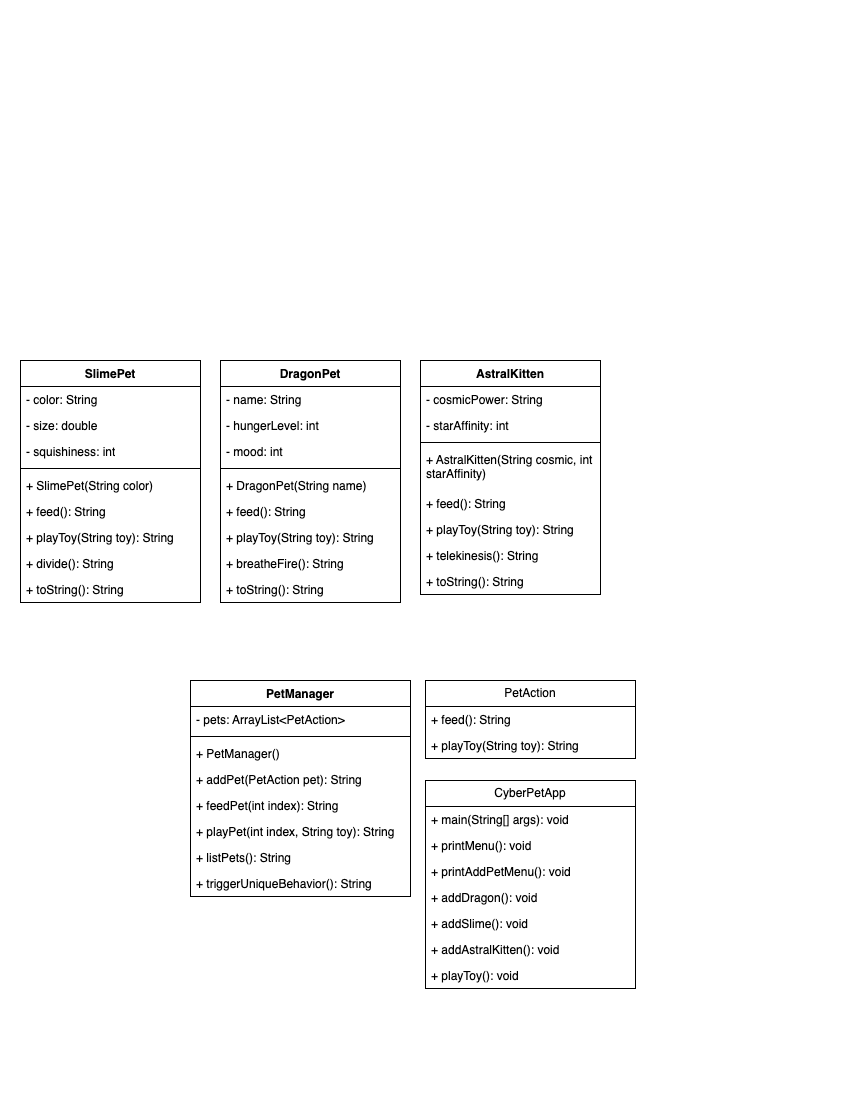 SlimePet
- color: String
- size: double
- squishiness: int
+ SlimePet(String color)
+ feed(): String
+ playToy(String toy): String
+ divide(): String
+ toString(): String
DragonPet
- name: String
- hungerLevel: int
- mood: int
+ DragonPet(String name)
+ feed(): String
+ playToy(String toy): String
+ breatheFire(): String
+ toString(): String
AstralKitten
- cosmicPower: String
- starAffinity: int
+ AstralKitten(String cosmic, int
starAffinity)
+ feed(): String
+ playToy(String toy): String
+ telekinesis(): String
+ toString(): String
PetManager
- pets: ArrayList<PetAction>
+ PetManager()
+ addPet(PetAction pet): String
+ feedPet(int index): String
+ playPet(int index, String toy): String
+ listPets(): String
+ triggerUniqueBehavior(): String
PetAction
+ feed(): String
+ playToy(String toy): String
CyberPetApp
+ main(String[] args): void
+ printMenu(): void
+ printAddPetMenu(): void
+ addDragon(): void
+ addSlime(): void
+ addAstralKitten(): void
+ playToy(): void